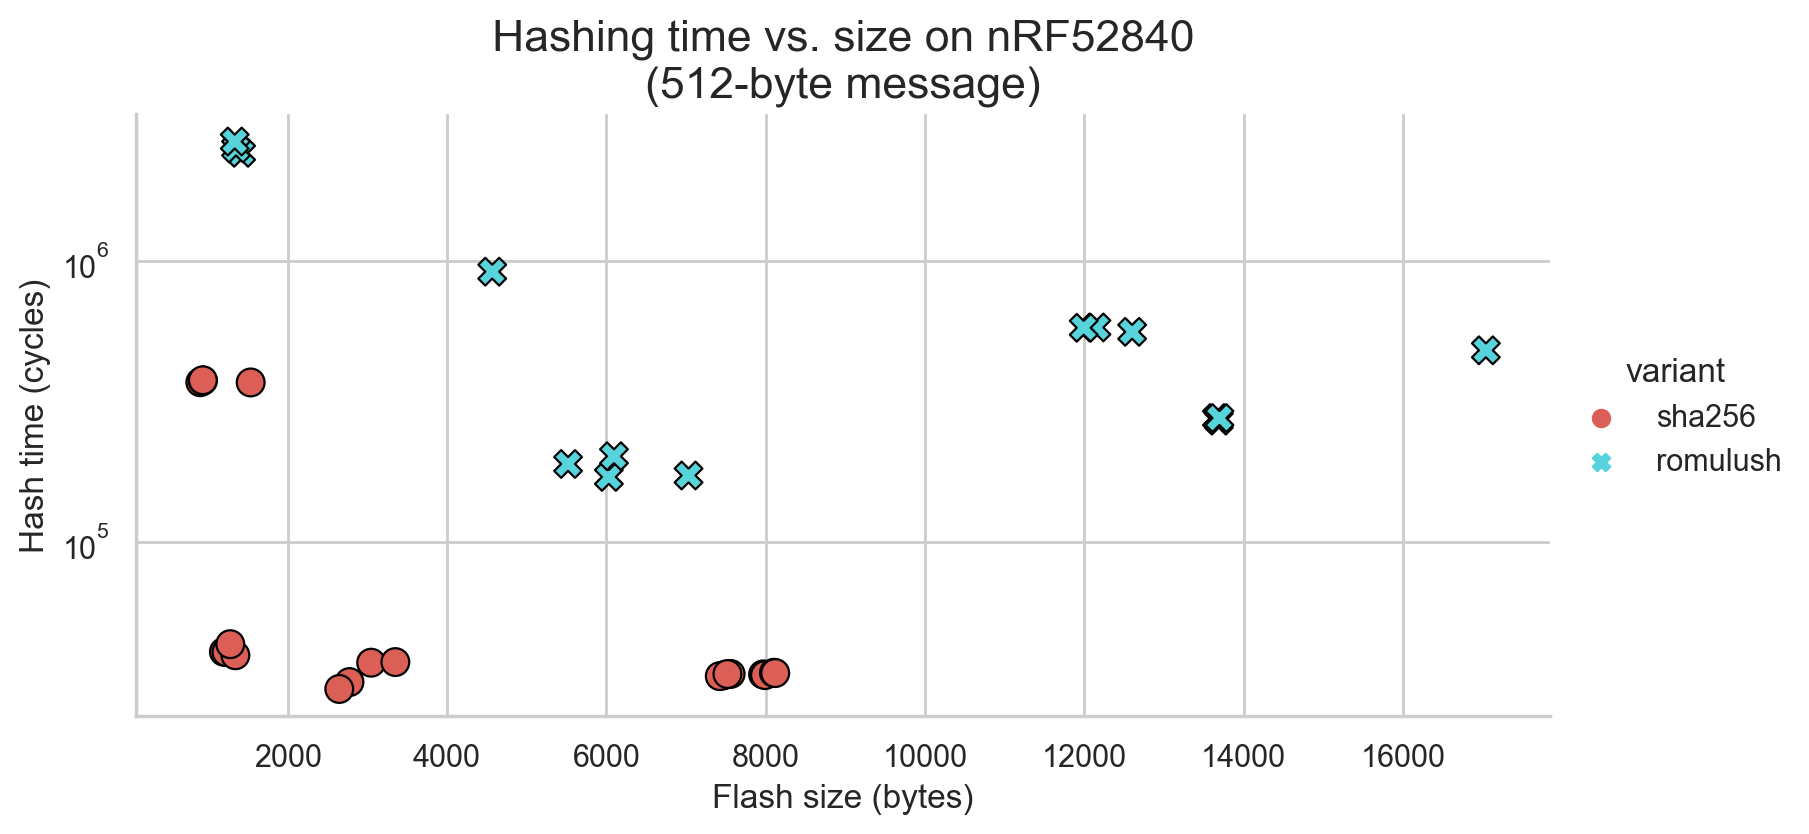 Hashing time vs. size on nRF52840
(512-byte message)
Hash time (cycles)
10^6
10^5
2000 4000 6000 8000 10000 12000 14000 16000
Flash size (bytes)
variant
sha256
romulush